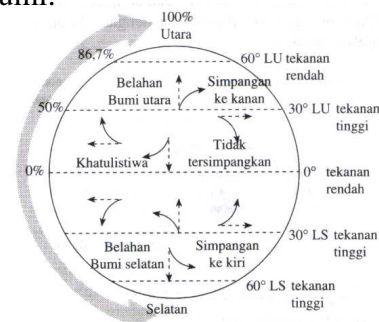 umi.
100%
Utara
86,7%
60° LU tekanan
rendah
Belahan
Bumi utara
Simpangan
ke kanan
50%
30° LU tekanan
tinggi
Khatulistiwa
Tidak
tersimpangkan
0%
0° tekanan
rendah
30° LS tekanan
tinggi
Belahan
Bumi selatan
Simpangan
ke kiri
60° LS tekanan
tinggi
Selatan